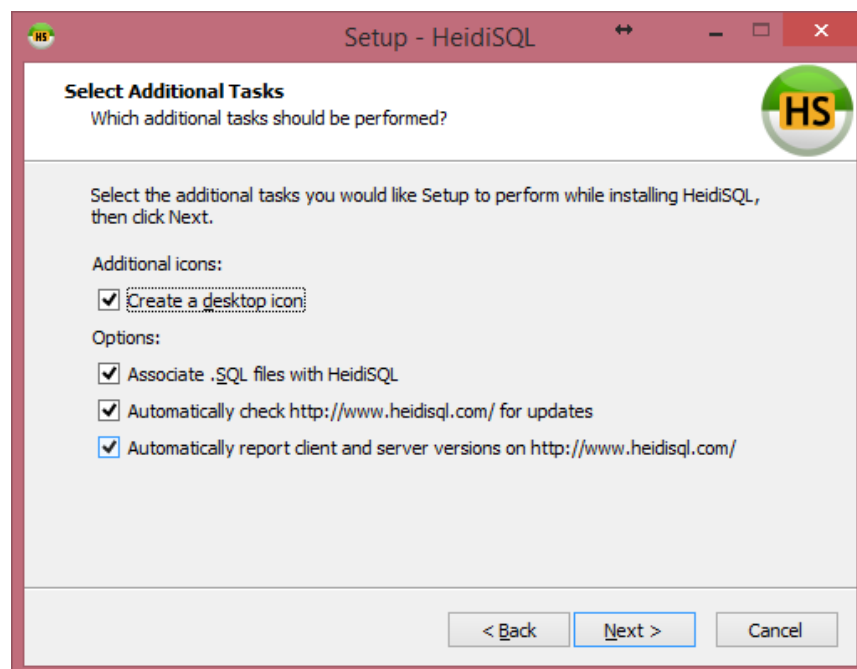 HS
Setup - HeidiSQL
Select Additional Tasks
Which additional tasks should be performed?
HS
Select the additional tasks you would like Setup to perform while installing HeidiSQL,
then click Next.
Additional icons:
Create a desktop icon
Options:
Associate .SQL files with HeidiSQL
Automatically check http://www.heidisql.com/ for updates
Automatically report client and server versions on http://www.heidisql.com/
< Back
Next >
Cancel